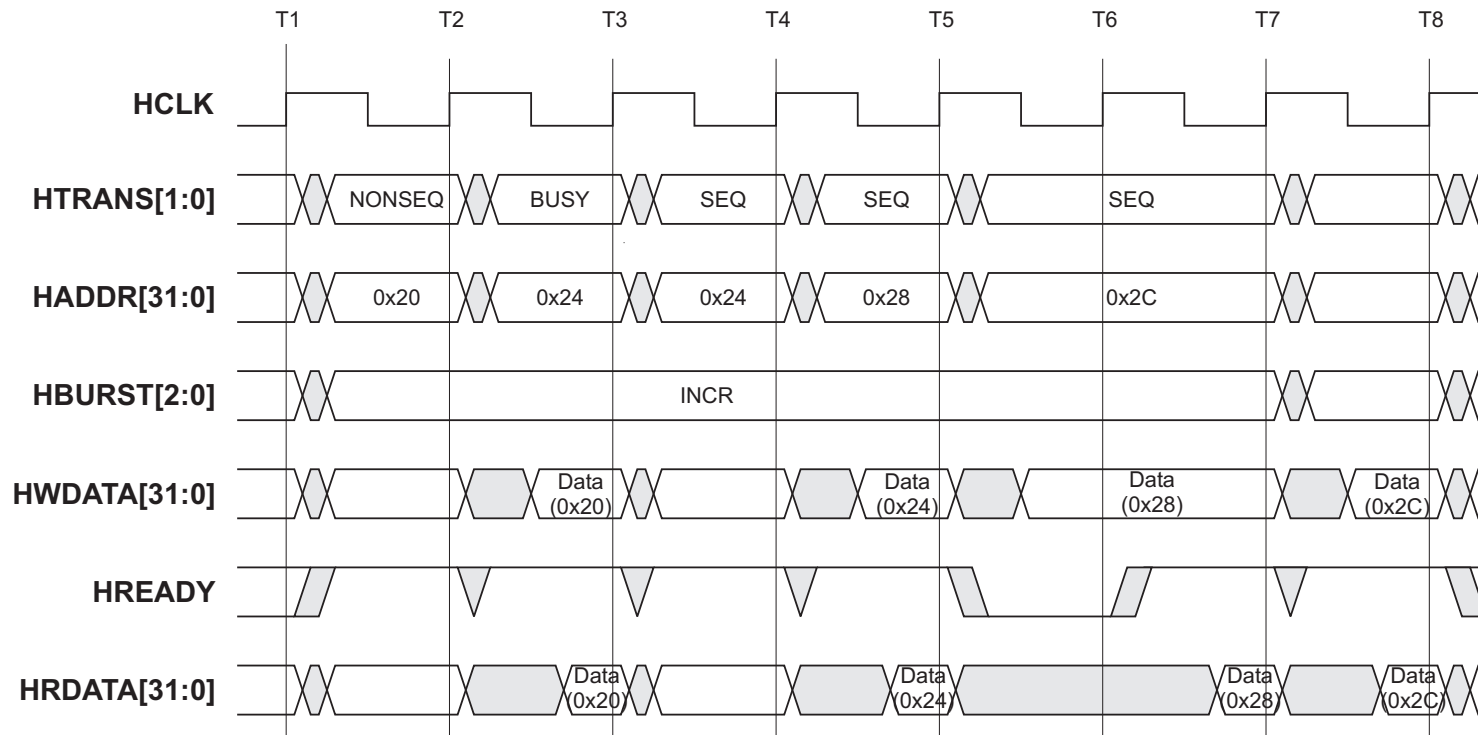 T1 T2 T3 T4 T5 T6 T7 T8
HCLK
HTRANS[1:0] NONSEQ BUSY SEQ SEQ SEQ
HADDR[31:0] 0x20 0x24 0x24 0x28 0x2C
HBURST[2:0] INCR
HWDATA[31:0] Data (0x20) Data (0x24) Data (0x28) Data (0x2C)
HREADY
HRDATA[31:0] Data (0x20) Data (0x24) Data (0x28) Data (0x2C)